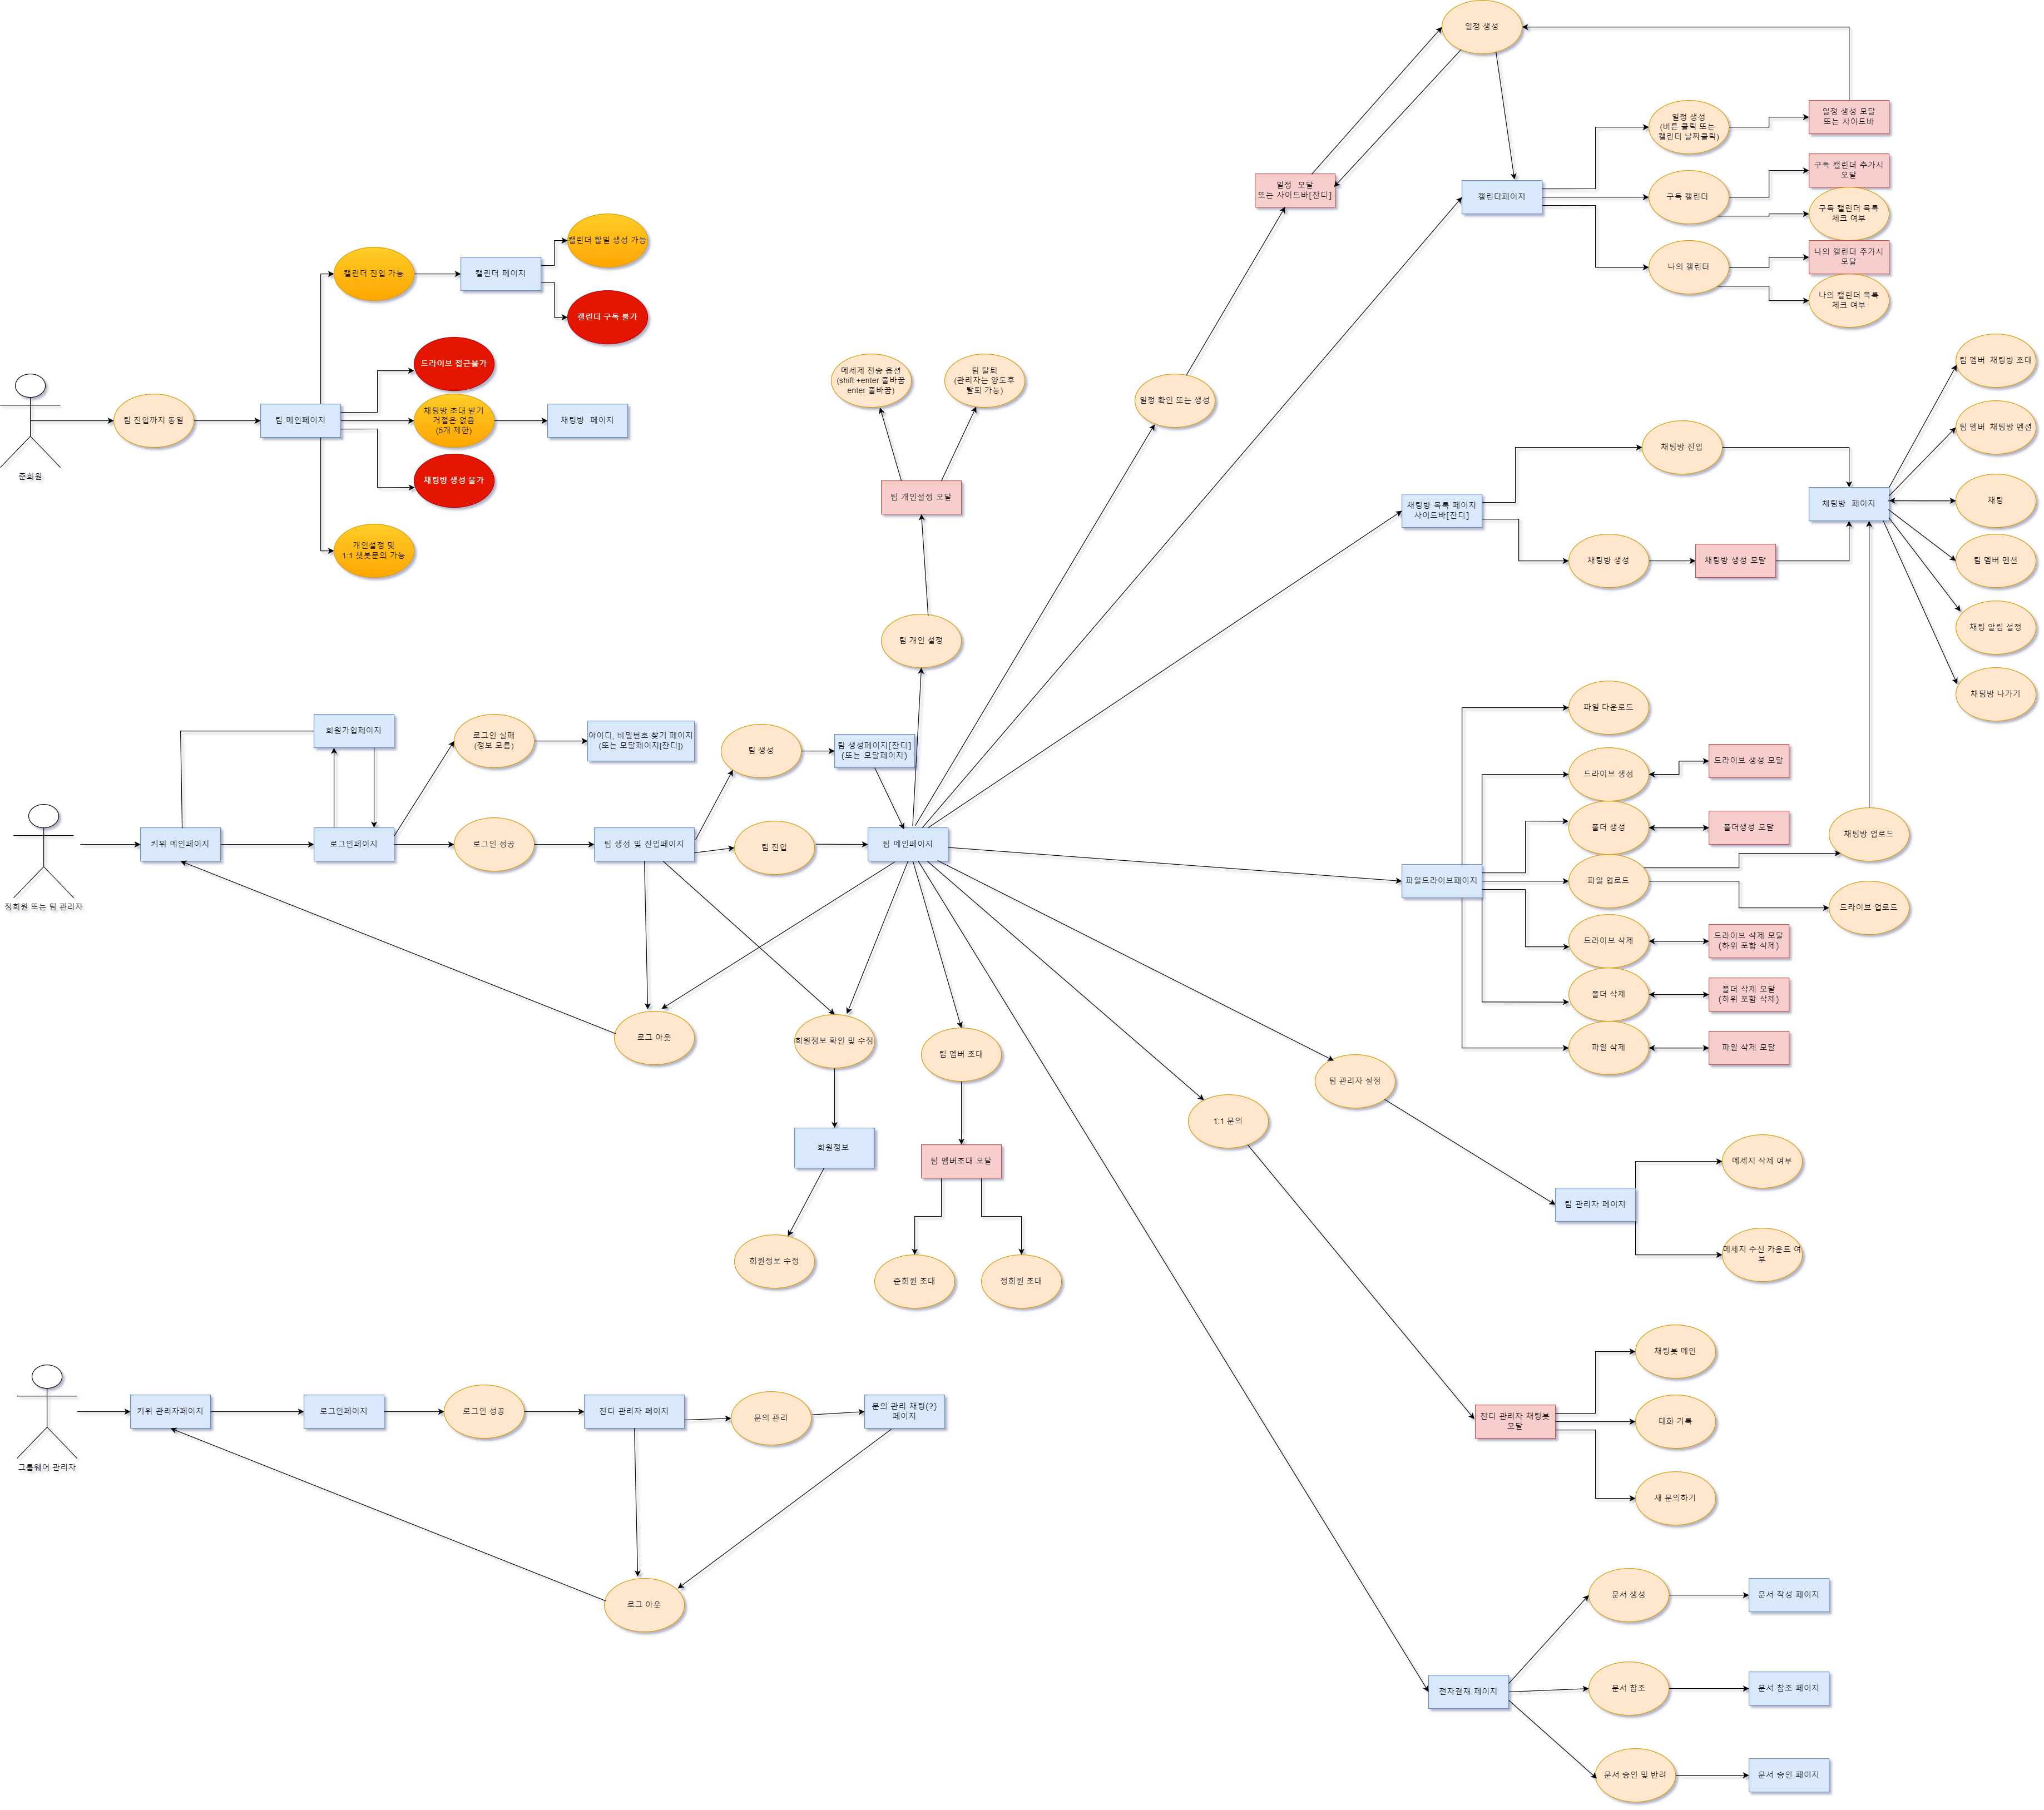 일정 생성
일정 생성
(버튼 클릭 또는
캘린더 날짜클릭)
일정 생성 모달
또는 사이드바
구독 캘린더 추가시
모달
일정  모달
또는 사이드바[잔디]
캘린더페이지
구독 캘린더
구독 캘린더 목록
체크 여부
나의 캘린더 추가시
모달
나의 캘린더
나의 캘린더 목록
체크 여부
캘린더 할일 생성 가능
캘린더 진입 가능
캘린더 페이지
캘린더 구독 불가
드라이브 접근불가
채팅방 초대 받기
거절은 없음
(5개 제한)
채팅방  페이지
팀 진입까지 동일
팀 메인페이지
준회원
채팅방 생성 불가
개인설정 및
1:1 챗봇문의 가능
메세제 전송 옵션
(shift +enter 줄바꿈
enter 줄바꿈)
팀 탈퇴
(관리자는 양도후
탈퇴 가능)
일정 확인 또는 생성
팀 개인설정 모달
팀 개인 설정
팀 멤버  채팅방 초대
팀 멤버  채팅방 멘션
채팅방 진입
채팅방 목록 페이지
사이드바[잔디]
채팅방  페이지
채팅
채팅방 생성
채팅방 생성 모달
팀 멤버 멘션
채팅 알림 설정
채팅방 나가기
회원가입페이지
로그인 실패
(정보 모름)
아이디, 비밀번호 찾기 페이지
(또는 모달페이지[잔디])
팀 생성
팀 생성페이지[잔디]
(또는 모달페이지)
키위 메인페이지
로그인페이지
로그인 성공
팀 생성 및 진입페이지
팀 진입
팀 메인페이지
정회원 또는 팀 관리자
파일 다운로드
드라이브 생성
드라이브 생성 모달
폴더 생성
폴더생성 모달
채팅방 업로드
파일드라이브페이지
파일 업로드
드라이브 업로드
드라이브 삭제
드라이브 삭제 모달
(하위 포함 삭제)
폴더 삭제
폴더 삭제 모달
(하위 포함 삭제)
파일 삭제
파일 삭제 모달
로그 아웃
회원정보 확인 및 수정
팀 멤버 초대
팀 관리자 설정
1:1 문의
회원정보
팀 멤버초대 모달
메세지 삭제 여부
팀 관리자 페이지
메세지 수신 카운트 여
부
회원정보 수정
준회원 초대
정회원 초대
채팅봇 메인
키위 관리자페이지
로그인페이지
로그인 성공
잔디 관리자 페이지
문의 관리
문의 관리 채팅(?)
페이지
그룹웨어 관리자
잔디 관리자 채팅봇
모달
대화 기록
새 문의하기
로그 아웃
문서 생성
문서 작성 페이지
전자결재 페이지
문서 참조
문서 참조 페이지
문서 승인 및 반려
문서 승인 페이지